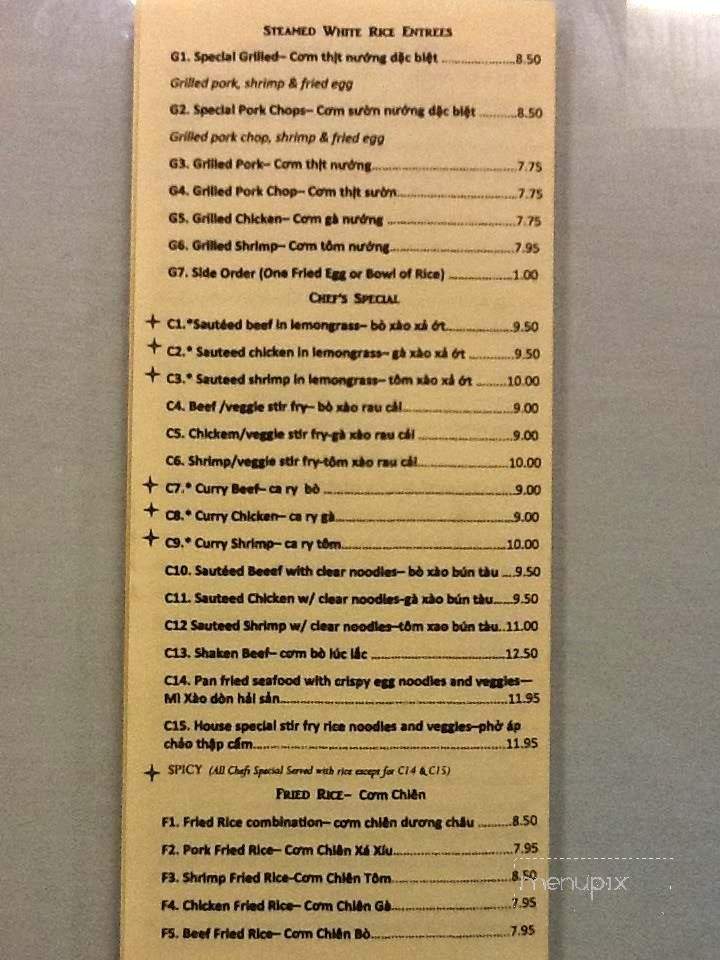 STEAMED WHITE RICE ENTREES
G1. Special Grilled– Cơm thịt nướng dặc biệt ..................8.50
Grilled pork, shrimp & fried egg
G2. Special Pork Chops– Cơm sườn nướng dặc biệt .........8.50
Grilled pork chop, shrimp & fried egg
G3. Grilled Pork– Cơm thịt nướng...................................7.75
G4. Grilled Pork Chop– Cơm thịt sườn.............................7.75
G5. Grilled Chicken– Cơm gà nướng ...............................7.75
G6. Grilled Shrimp– Cơm tôm nướng..............................7.95
G7. Side Order (One Fried Egg or Bowl of Rice) ...............1.00
CHEF'S SPECIAL
C1.*Sautéed beef in lemongrass– bò xào xả ớt................9.50
C2.* Sauteed chicken in lemongrass– gà xào xả ớt ..........9.50
C3.* Sauteed shrimp in lemongrass– tôm xào xả ớt ........10.00
C4. Beef /veggie stir fry– bò xào rau cải...........................9.00
C5. Chickem/veggie stir fry-gà xào rau cải .......................9.00
C6. Shrimp/veggie stir fry-tôm xào rau cải......................10.00
C7.* Curry Beef– ca ry bò ..............................................9.00
C8.* Curry Chicken– ca ry gà...........................................9.00
C9.* Curry Shrimp– ca ry tôm........................................10.00
C10. Sautéed Beeef with clear noodles– bò xào bún tàu ....9.50
C11. Sauteed Chicken w/ clear noodles-gà xào bún tàu.....9.50
C12 Sauteed Shrimp w/ clear noodles–tôm xao bún tàu..11.00
C13. Shaken Beef– cơm bò lúc lắc .................................12.50
C14. Pan fried seafood with crispy egg noodles and veggies—
Mì Xào dòn hải sản........................................................11.95
C15. House special stir fry rice noodles and veggies–phở áp
chảo thập cẩm..............................................................11.95
SPICY (All Chefs Special Served with rice except for C14 & C15)
FRIED RICE– Cơm Chiên
F1. Fried Rice combination– cơm chiên dương châu ........8.50
F2. Pork Fried Rice– Cơm Chiên Xá Xíu.............................7.95
F3. Shrimp Fried Rice-Cơm Chiên Tôm.............................8.50
F4. Chicken Fried Rice– Cơm Chiên Gà.............................7.95
F5. Beef Fried Rice– Cơm Chiên Bò..................................7.95
menupix